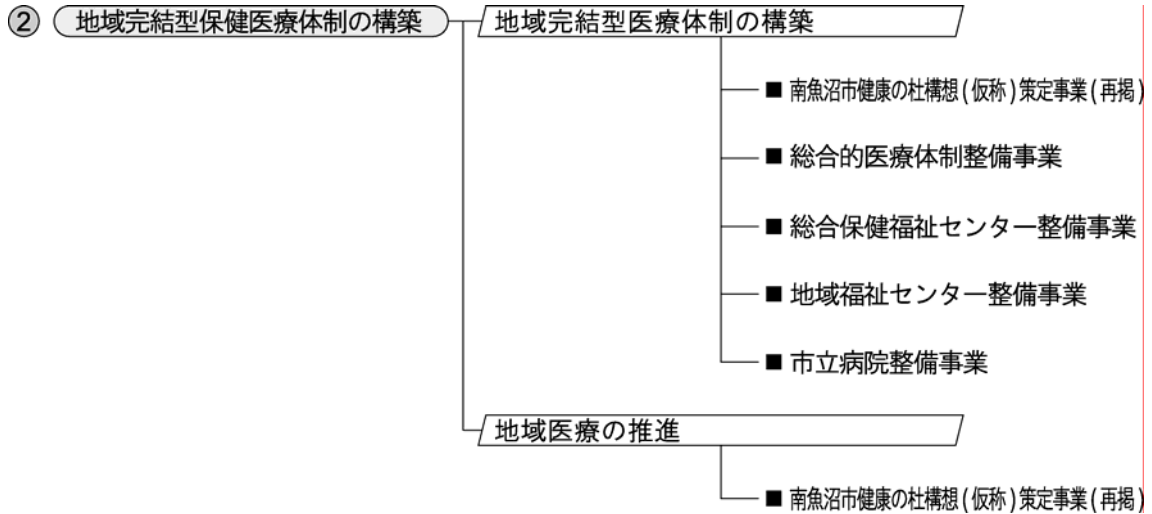 ② 地域完結型保健医療体制の構築
地域完結型医療体制の構築
■ 南魚沼市健康の杜構想(仮称)策定事業(再掲)
■ 総合的医療体制整備事業
■ 総合保健福祉センター整備事業
■ 地域福祉センター整備事業
■ 市立病院整備事業
地域医療の推進
■ 南魚沼市健康の杜構想(仮称)策定事業(再掲)